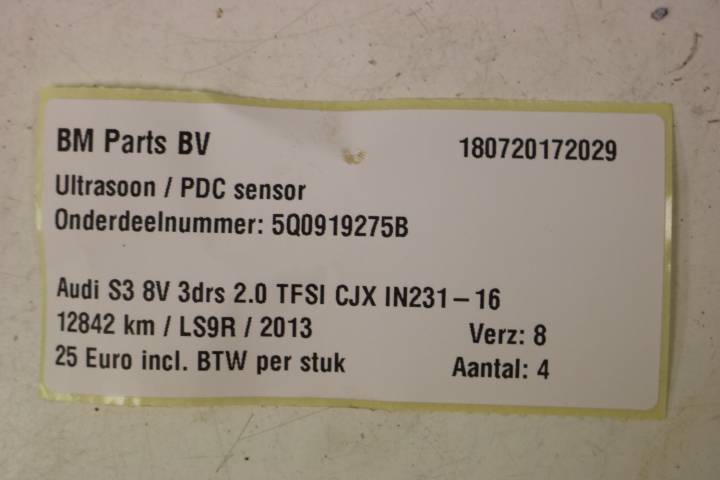 BM Parts BV 180720172029
Ultrasoon / PDC sensor
Onderdeelnummer: 5Q0919275B
Audi S3 8V 3drs 2.0 TFSI CJX IN231-16
12842 km / LS9R / 2013 Verz: 8
25 Euro incl. BTW per stuk Aantal: 4